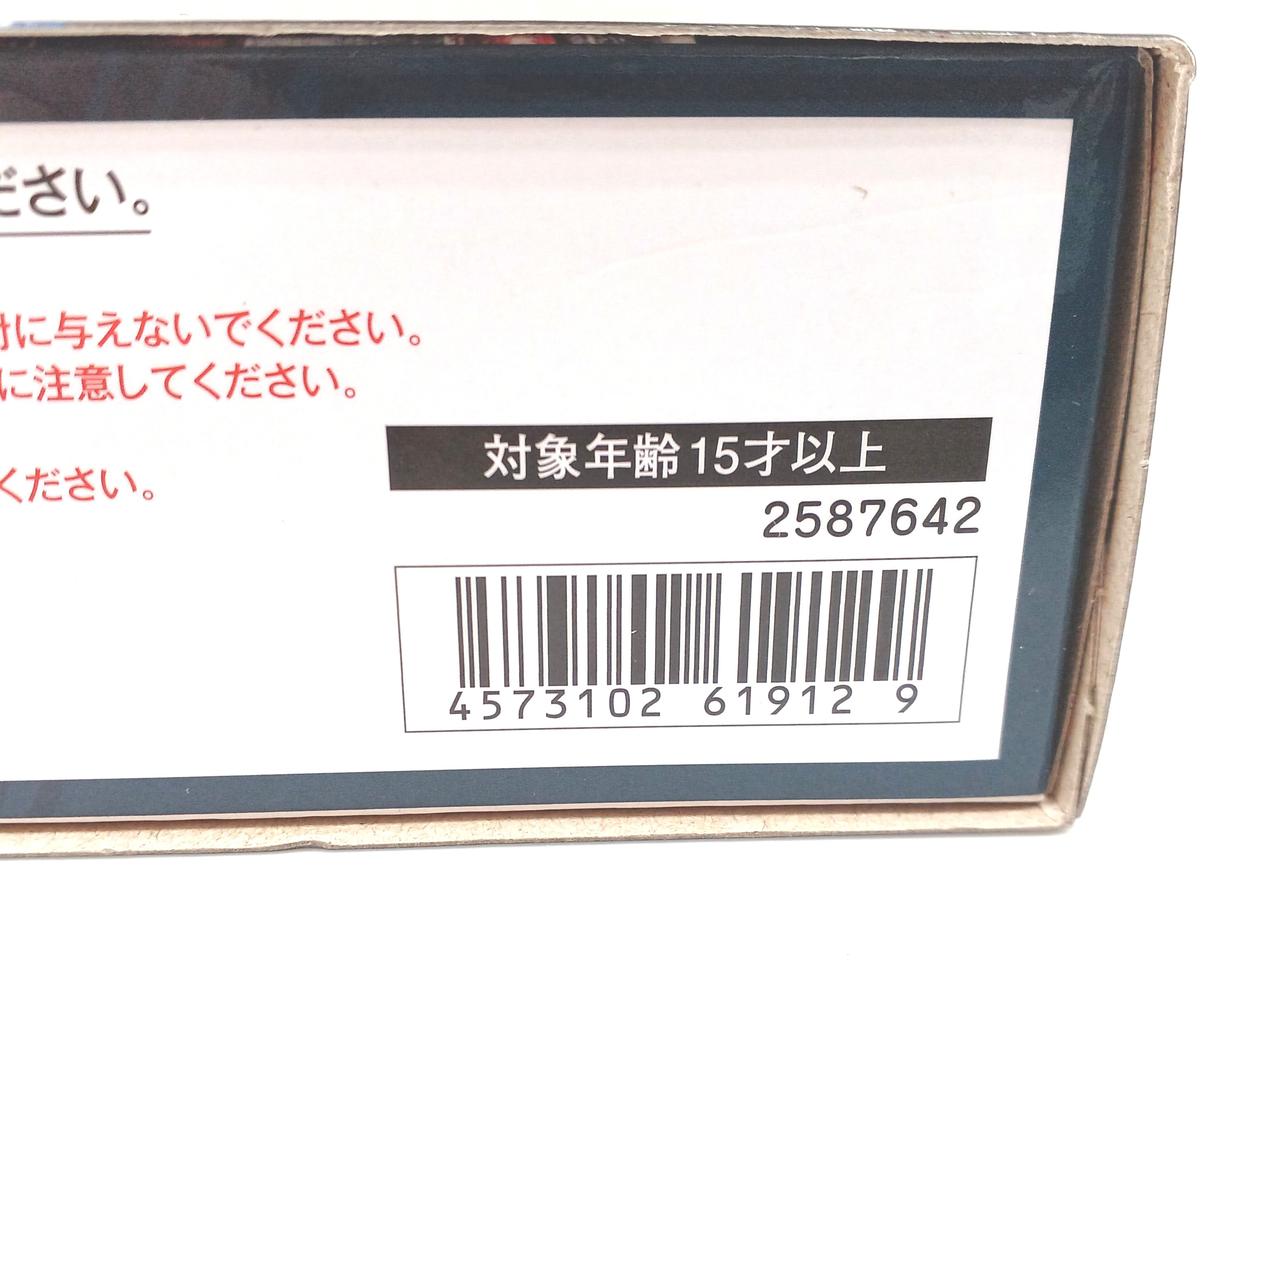 ださい。
に与えないでください。
に注意してください。
ください。
対象年齢15才以上
2587642
4573102 61912 9